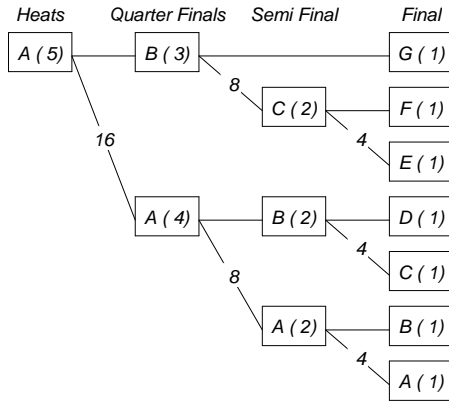 Heats Quarter Finals Semi Final Final
A ( 5 ) B ( 3 ) G ( 1 )
8
C ( 2 ) F ( 1 )
16 4
E ( 1 )
A ( 4 ) B ( 2 ) D ( 1 )
4
8 C ( 1 )
A ( 2 ) B ( 1 )
4
A ( 1 )